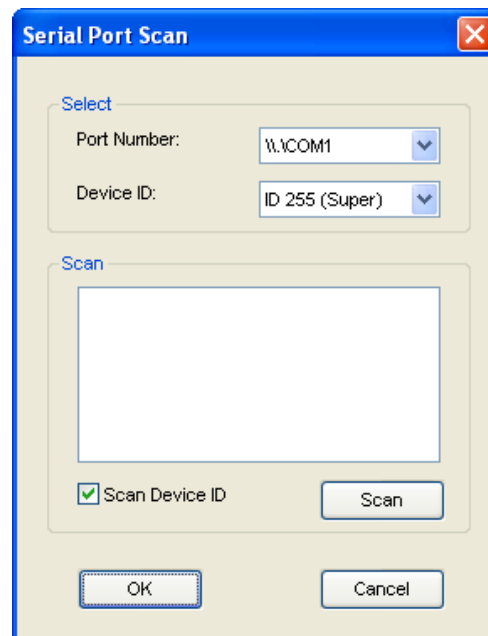 Serial Port Scan
Select
Port Number:
\\.\COM1
Device ID:
ID 255 (Super)
Scan
Scan Device ID
Scan
OK
Cancel